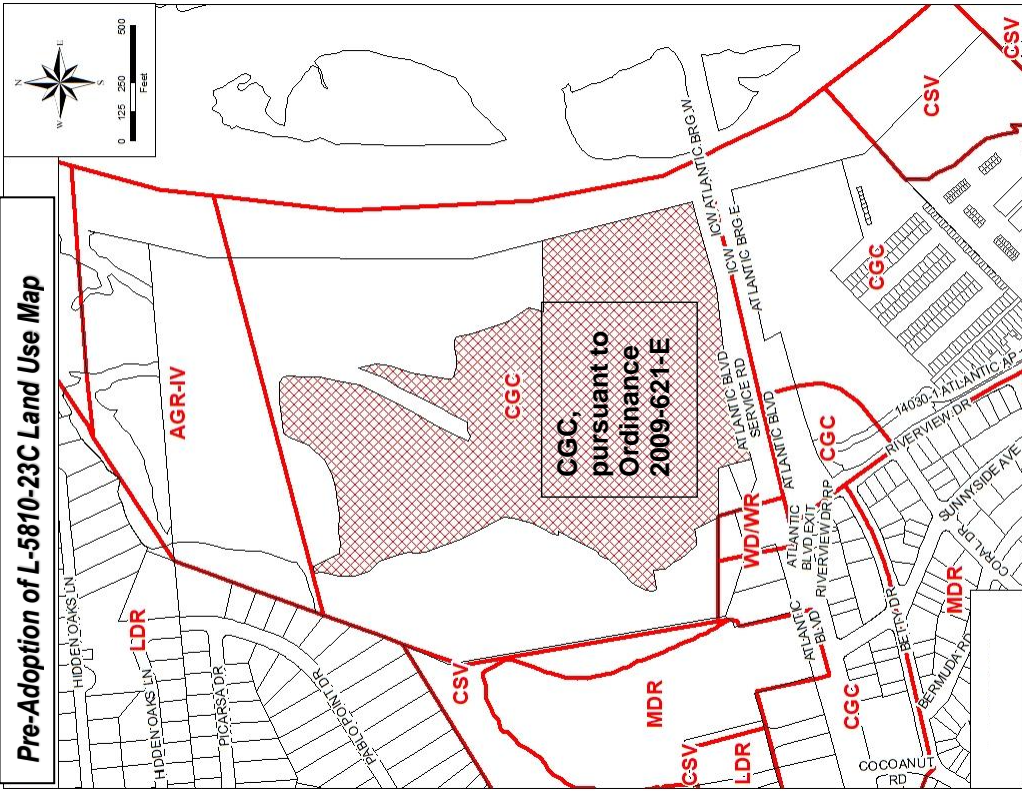 Pre-Adoption of L-5810-23C Land Use Map
N
E
S
W
0 125 250 500
Feet
HIDDEN OAKS LN
LDR
HIDDEN OAKS LN
PICARSA DR
PABLO POINT DR
AGR-IV
CSV
MDR
CSV
LDR
CGC
CGC,
pursuant to
Ordinance
2009-621-E
WD/WR
ATLANTIC BLVD
SERVICE RD
ATLANTIC BLVD
ICW ATLANTIC BRG W
ICW
ATLANTIC BRG E
ATLANTIC
BLVD EXIT
RIVERVIEW DR RP
ATLANTIC
BLVD
CGC
CGC
CSV
CSV
14030-1 ATLANTIC AP
RIVERVIEW DR
SUNNYSIDE AVE
CORAL DR
MDR
BETTY DR
BERMUDA RD
CGC
COCOANUT
RD